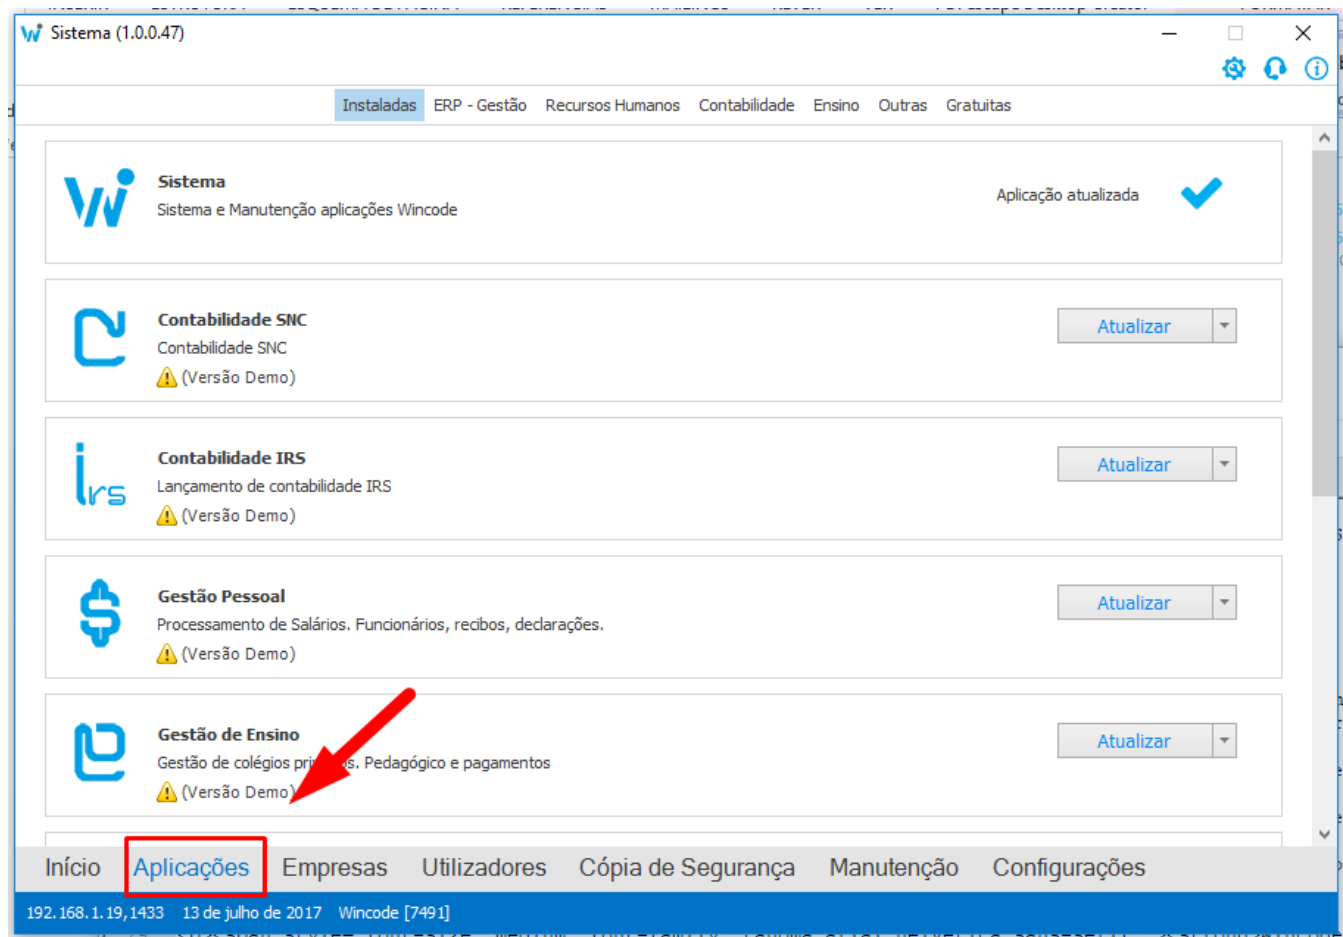 Sistema (1.0.0.47)
Instaladas ERP - Gestão Recursos Humanos Contabilidade Ensino Outras Gratuitas
Sistema
Sistema e Manutenção aplicações Wincode
Aplicação atualizada
Contabilidade SNC
Contabilidade SNC
(Versão Demo)
Atualizar
irs
Contabilidade IRS
Lançamento de contabilidade IRS
(Versão Demo)
Atualizar
Gestão Pessoal
Processamento de Salários. Funcionários, recibos, declarações.
(Versão Demo)
Atualizar
Gestão de Ensino
Gestão de colégios . Pedagógico e pagamentos
(Versão Demo)
Atualizar
Início Aplicações Empresas Utilizadores Cópia de Segurança Manutenção Configurações
192.168.1.19,1433 13 de julho de 2017 Wincode [7491]